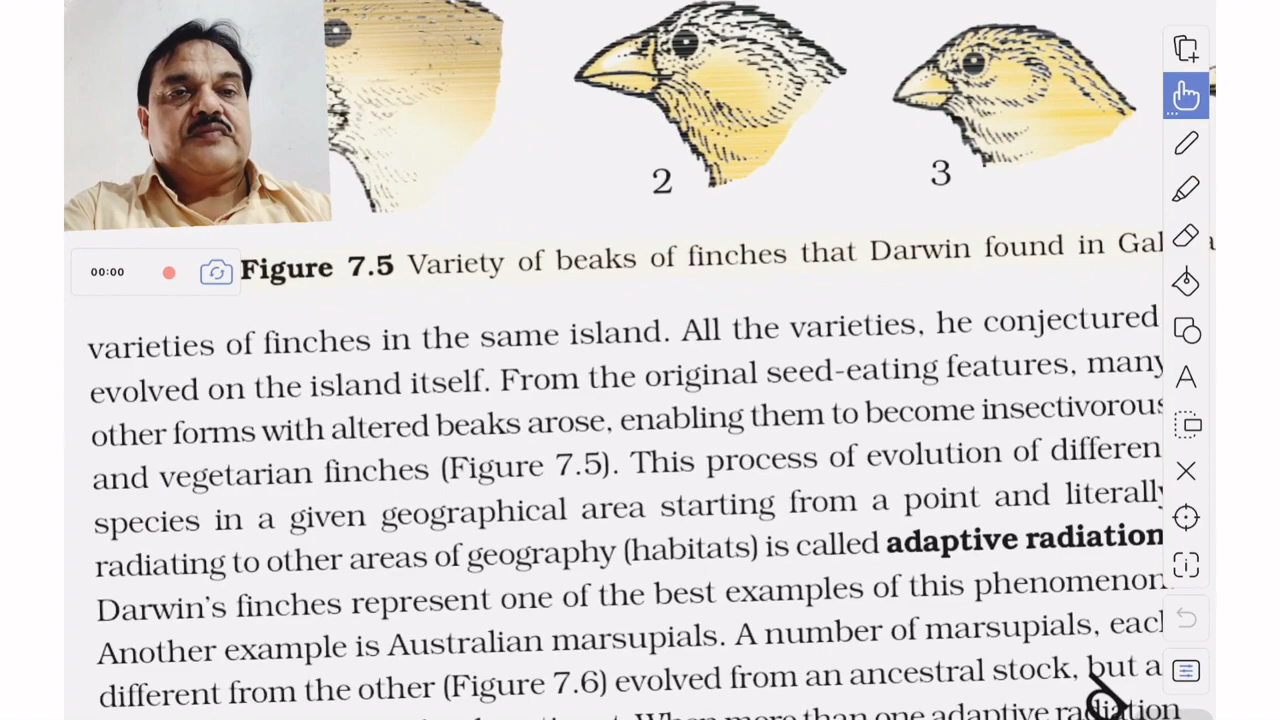 2
3
00:00
Figure 7.5 Variety of beaks of finches that Darwin found in Gal
varieties of finches in the same island. All the varieties, he conjectured
evolved on the island itself. From the original seed-eating features, many
other forms with altered beaks arose, enabling them to become insectivorous
and vegetarian finches (Figure 7.5). This process of evolution of differen
species in a given geographical area starting from a point and literally
radiating to other areas of geography (habitats) is called adaptive radiation
Darwin's finches represent one of the best examples of this phenomenon.
Another example is Australian marsupials. A number of marsupials, each
different from the other (Figure 7.6) evolved from an ancestral stock, but a
When more than one adaptive radiation
A